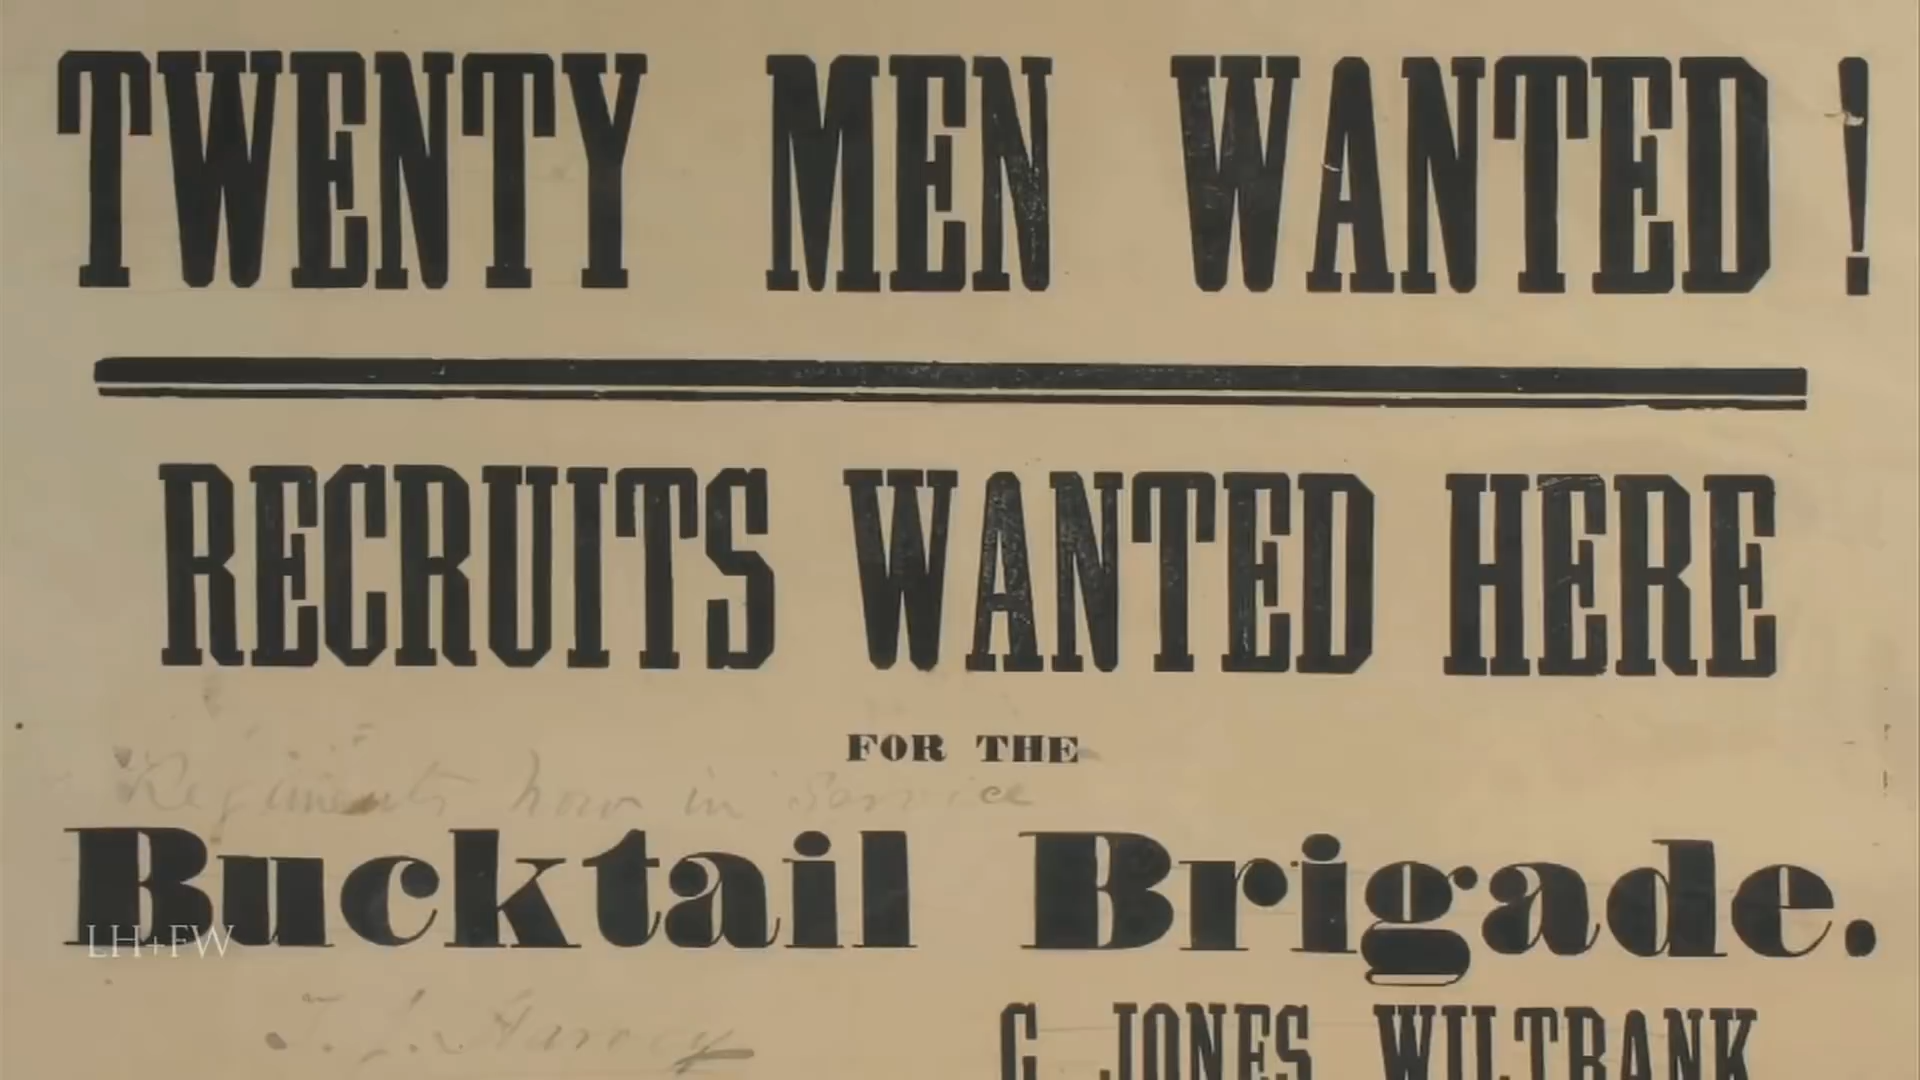 TWENTY MEN WANTED!
RECRUITS WANTED HERE
FOR THE
Regiments now in Service
Bucktail Brigade.
LH+FW
JONES WILTBANK